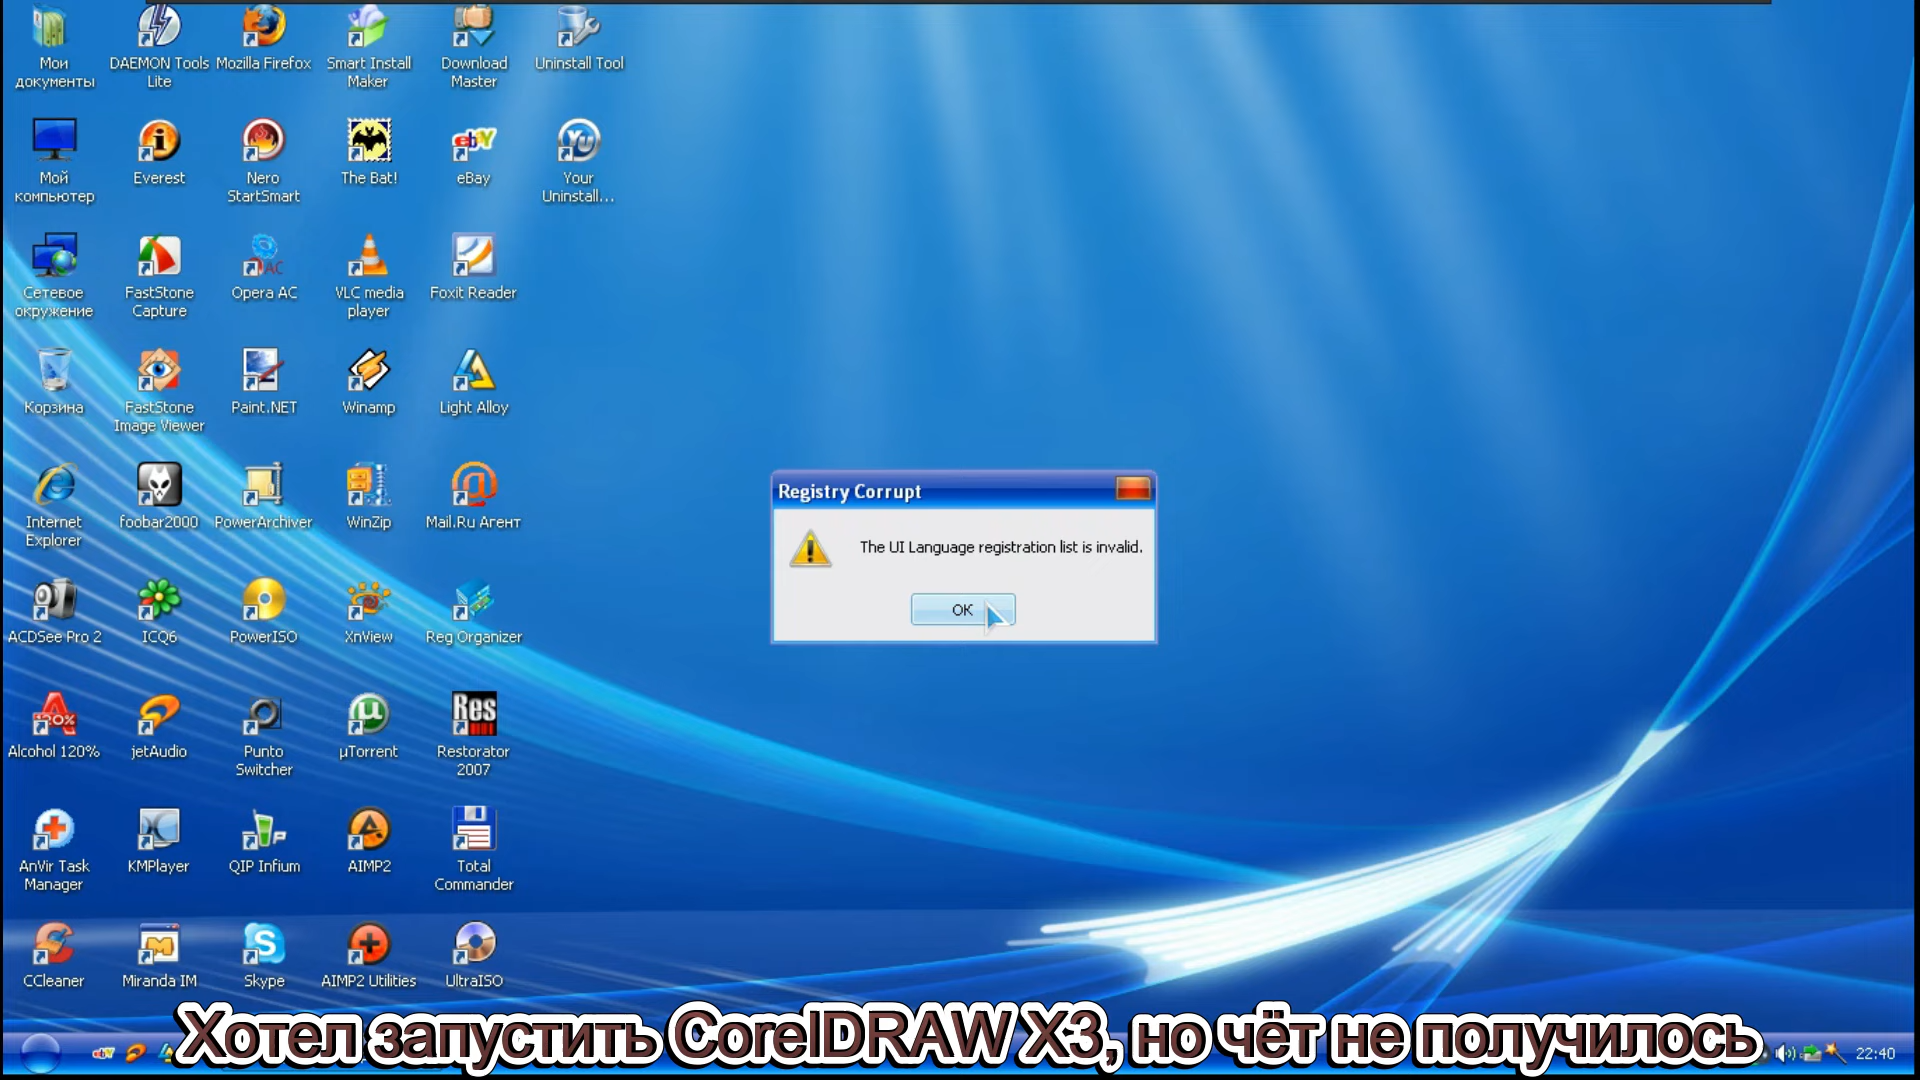 Мои
документы
DAEMON Tools
Lite
Mozilla Firefox
Smart Install
Maker
Download
Master
Uninstall Tool
Мой
компьютер
Everest
Nero
StartSmart
The Bat!
eBay
Your
Uninstall...
Сетевое
окружение
FastStone
Capture
Opera AC
VLC media
player
Foxit Reader
Корзина
FastStone
Image Viewer
Paint.NET
Winamp
Light Alloy
Internet
Explorer
foobar2000
PowerArchiver
WinZip
Mail.Ru Агент
ACDSee Pro 2
ICQ6
PowerISO
XnView
Reg Organizer
Alcohol 120%
jetAudio
Punto
Switcher
µTorrent
Restorator
2007
AnVir Task
Manager
KMPlayer
QIP Infium
AIMP2
Total
Commander
CCleaner
Miranda IM
Skype
AIMP2 Utilities
UltraISO
Registry Corrupt
The UI Language registration list is invalid.
OK
Хотел запустить CorelDRAW X3, но чёт не получилось
22:40